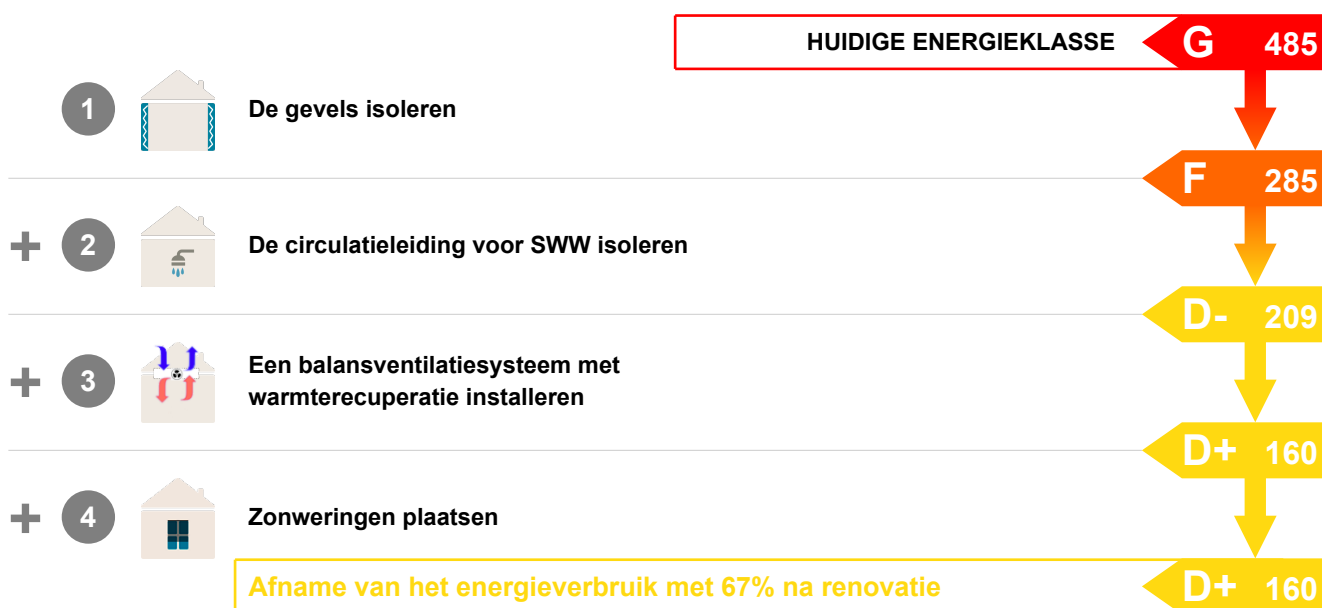 HUIDIGE ENERGIEKLASSE G 485
1 De gevels isoleren
F 285
+ 2 De circulatieleiding voor SWW isoleren
D- 209
+ 3 Een balansventilatiesysteem met
warmterecuperatie installeren
D+ 160
+ 4 Zonweringen plaatsen
Afname van het energieverbruik met 67% na renovatie D+ 160